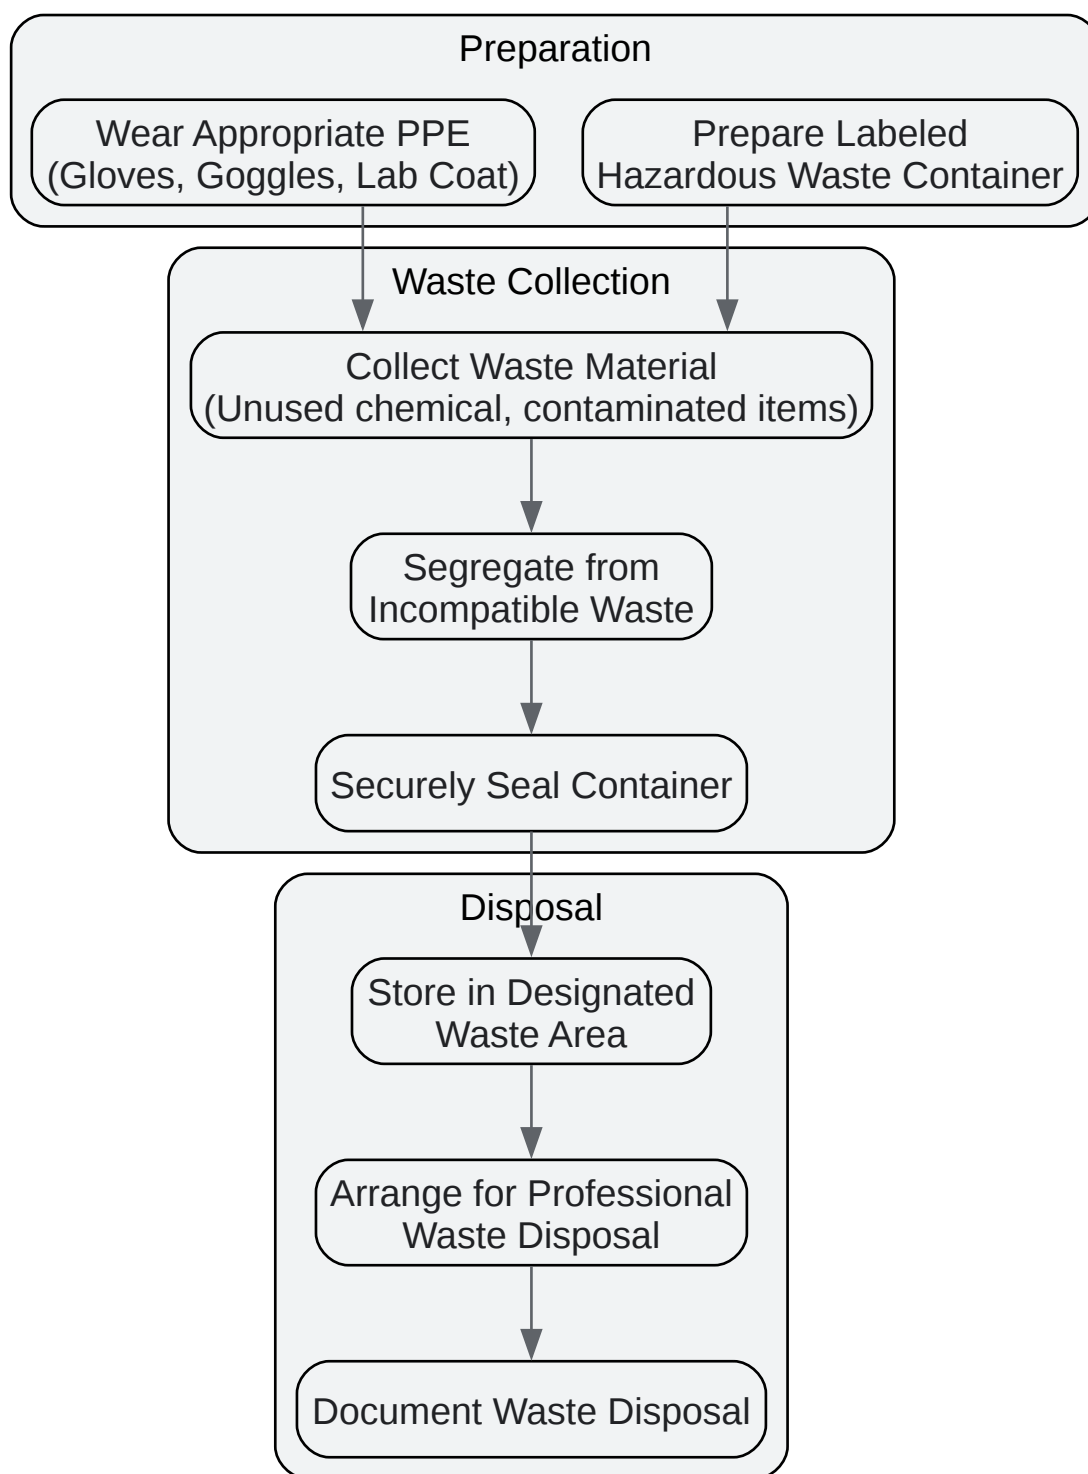 Preparation
Wear Appropriate PPE
(Gloves, Goggles, Lab Coat)
Prepare Labeled
Hazardous Waste Container
Waste Collection
Collect Waste Material
(Unused chemical, contaminated items)
Segregate from
Incompatible Waste
Securely Seal Container
Disposal
Store in Designated
Waste Area
Arrange for Professional
Waste Disposal
Document Waste Disposal